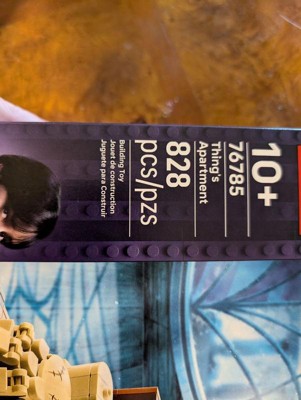 10+
76785
Thing's
Apartment
828
pcs/pzs
Building Toy
Jouet de construction
Juguete para Construir